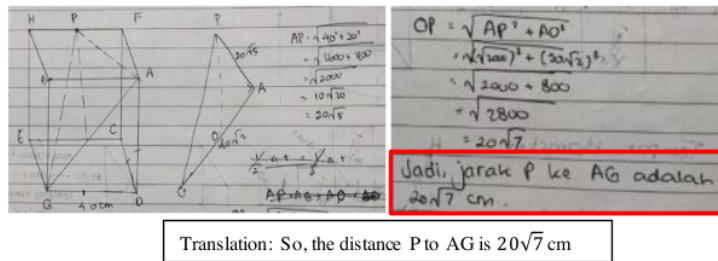 H P F
A
E C
G 40cm D
P
20√5
A
O
20√2
G
AP = √40² + 20²
= √1600 + 400
= √2000
= 10√20
= 20√5
OP = √AP² + AO²
= √(√2000)² + (20√2)²
= √2000 + 800
= √2800
= 20√7
Jadi, jarak P ke AG adalah
20√7 cm.
Translation: So, the distance P to AG is 20√7 cm